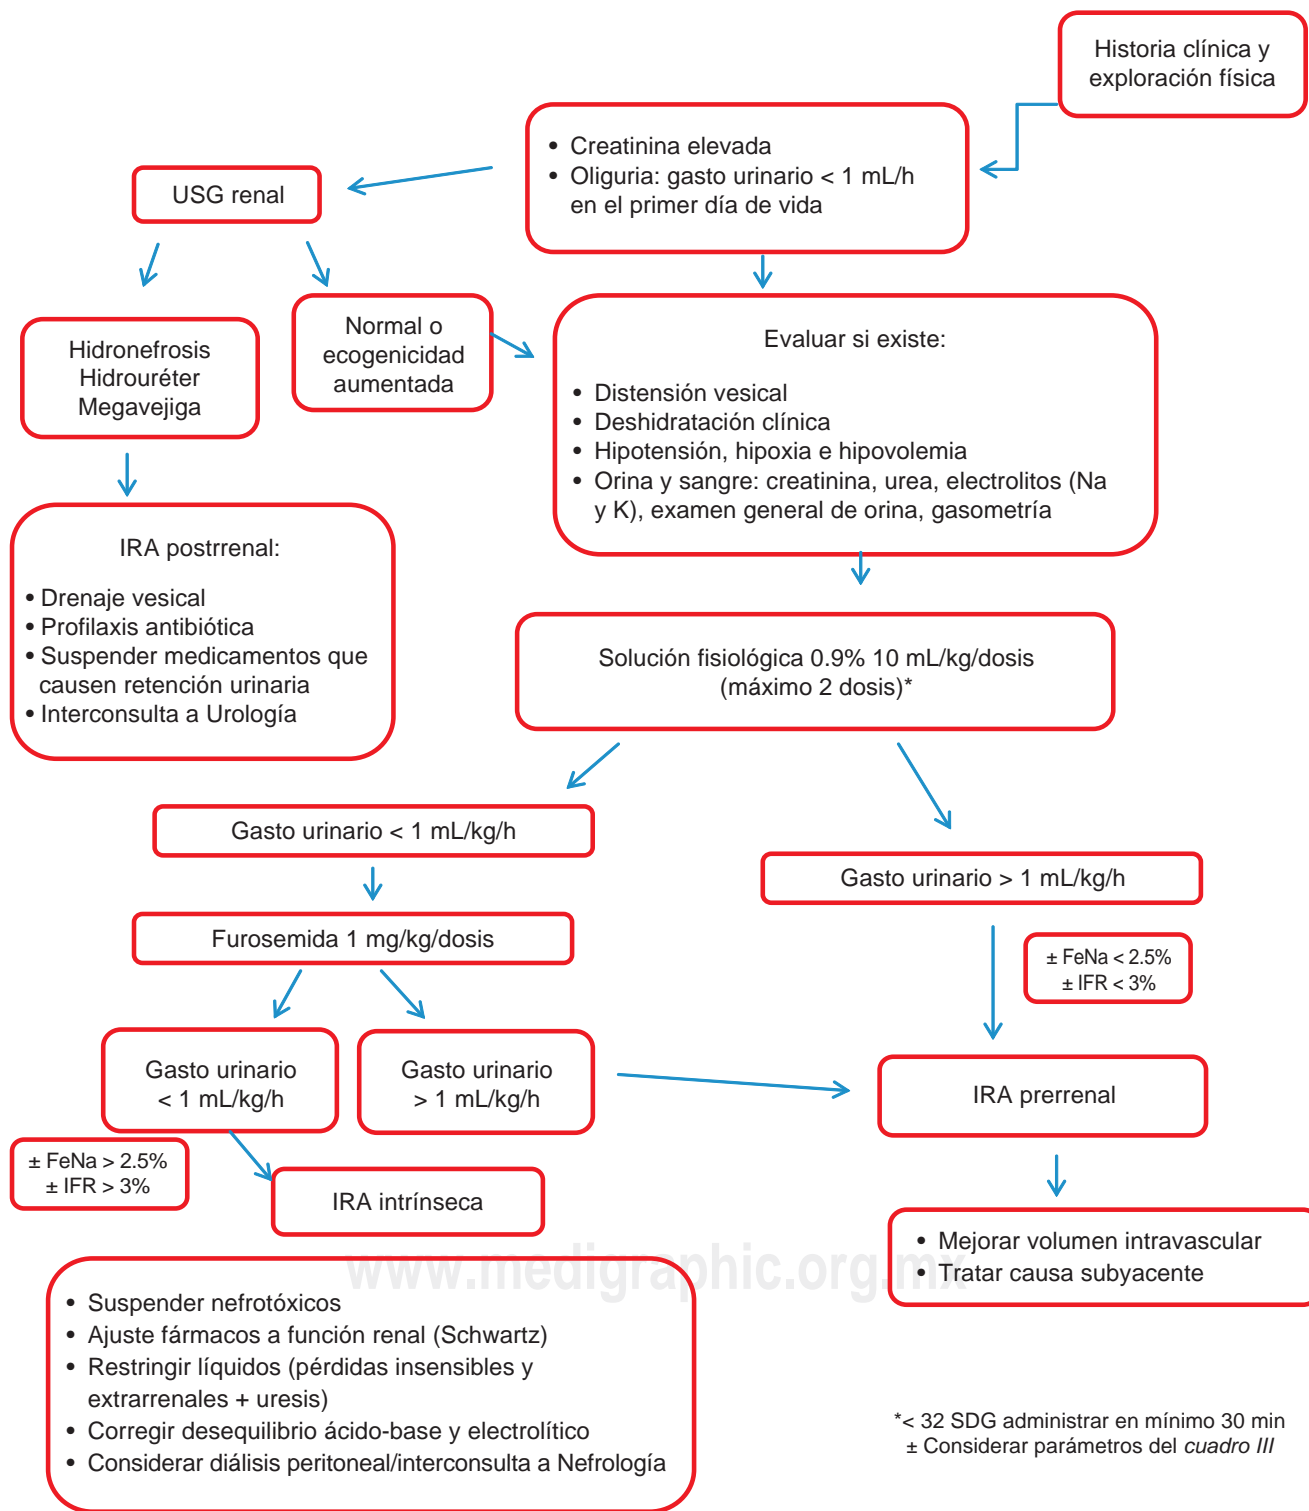 Historia clínica y
exploración física
• Creatinina elevada
• Oliguria: gasto urinario < 1 mL/h
en el primer día de vida
USG renal
Hidronefrosis
Hidrouréter
Megavejiga
Normal o
ecogenicidad
aumentada
Evaluar si existe:
• Distensión vesical
• Deshidratación clínica
• Hipotensión, hipoxia e hipovolemia
• Orina y sangre: creatinina, urea, electrolitos (Na
y K), examen general de orina, gasometría
IRA postrrenal:
• Drenaje vesical
• Profilaxis antibiótica
• Suspender medicamentos que
causen retención urinaria
• Interconsulta a Urología
Solución fisiológica 0.9% 10 mL/kg/dosis
(máximo 2 dosis)*
Gasto urinario < 1 mL/kg/h
Gasto urinario > 1 mL/kg/h
Furosemida 1 mg/kg/dosis
± FeNa < 2.5%
± IFR < 3%
Gasto urinario
< 1 mL/kg/h
Gasto urinario
> 1 mL/kg/h
IRA prerrenal
± FeNa > 2.5%
± IFR > 3%
IRA intrínseca
• Mejorar volumen intravascular
• Tratar causa subyacente
www.medigraphic.org.mx
• Suspender nefrotóxicos
• Ajuste fármacos a función renal (Schwartz)
• Restringir líquidos (pérdidas insensibles y
extrarrenales + uresis)
• Corregir desequilibrio ácido-base y electrolítico
• Considerar diálisis peritoneal/interconsulta a Nefrología
*< 32 SDG administrar en mínimo 30 min
± Considerar parámetros del cuadro III